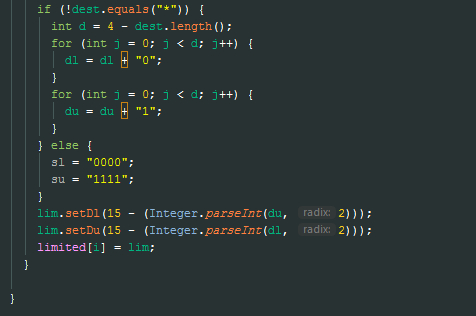 if (!dest.equals("*")) {
int d = 4 - dest.length();
for (int j = 0; j < d; j++) {
dl = dl + "0";
}
for (int j = 0; j < d; j++) {
du = du + "1";
}
} else {
sl = "0000";
su = "1111";
}
lim.setDl(15 - (Integer.parseInt(du, radix: 2)));
lim.setDu(15 - (Integer.parseInt(dl, radix: 2)));
limited[i] = lim;
}
}